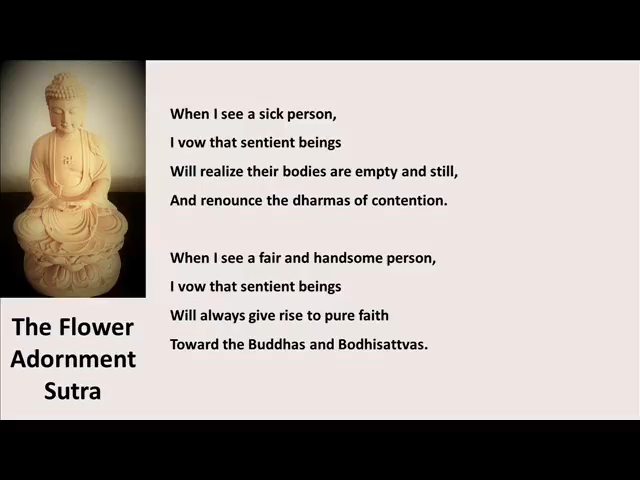 When I see a sick person,
I vow that sentient beings
Will realize their bodies are empty and still,
And renounce the dharmas of contention.
When I see a fair and handsome person,
I vow that sentient beings
Will always give rise to pure faith
Toward the Buddhas and Bodhisattvas.
The Flower
Adornment
Sutra